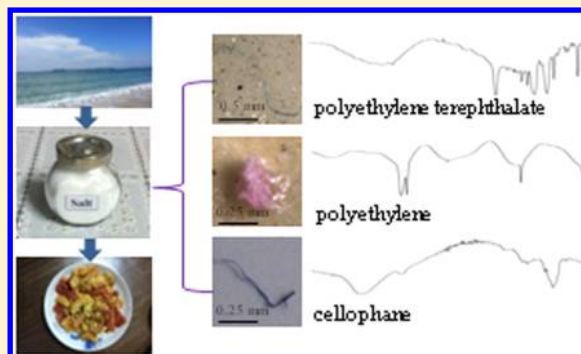 Salt
0.5 mm
polyethylene terephthalate
0.25 mm
polyethylene
0.25 mm
cellophane